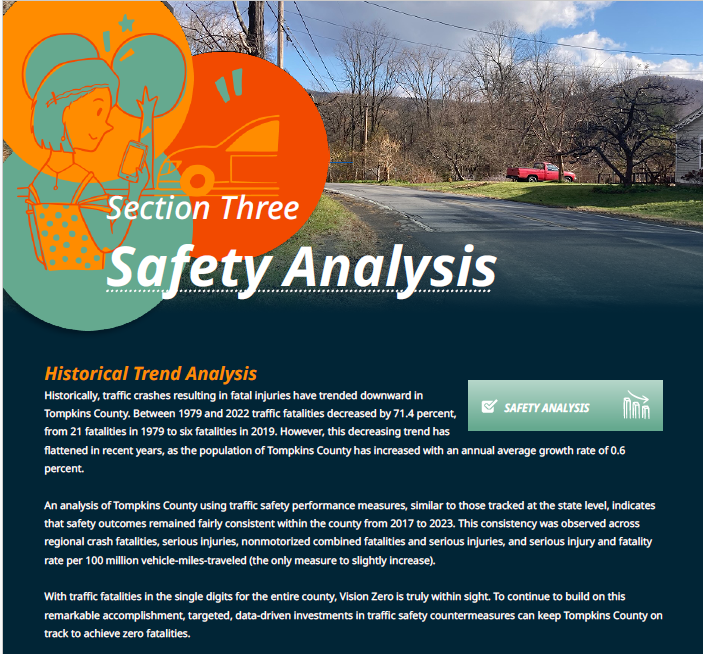 Section Three
Safety Analysis
Historical Trend Analysis
Historically, traffic crashes resulting in fatal injuries have trended downward in
Tompkins County. Between 1979 and 2022 traffic fatalities decreased by 71.4 percent,
from 21 fatalities in 1979 to six fatalities in 2019. However, this decreasing trend has
flattened in recent years, as the population of Tompkins County has increased with an annual average growth rate of 0.6
percent.
SAFETY ANALYSIS
An analysis of Tompkins County using traffic safety performance measures, similar to those tracked at the state level, indicates
that safety outcomes remained fairly consistent within the county from 2017 to 2023. This consistency was observed across
regional crash fatalities, serious injuries, nonmotorized combined fatalities and serious injuries, and serious injury and fatality
rate per 100 million vehicle-miles-traveled (the only measure to slightly increase).
With traffic fatalities in the single digits for the entire county, Vision Zero is truly within sight. To continue to build on this
remarkable accomplishment, targeted, data-driven investments in traffic safety countermeasures can keep Tompkins County on
track to achieve zero fatalities.